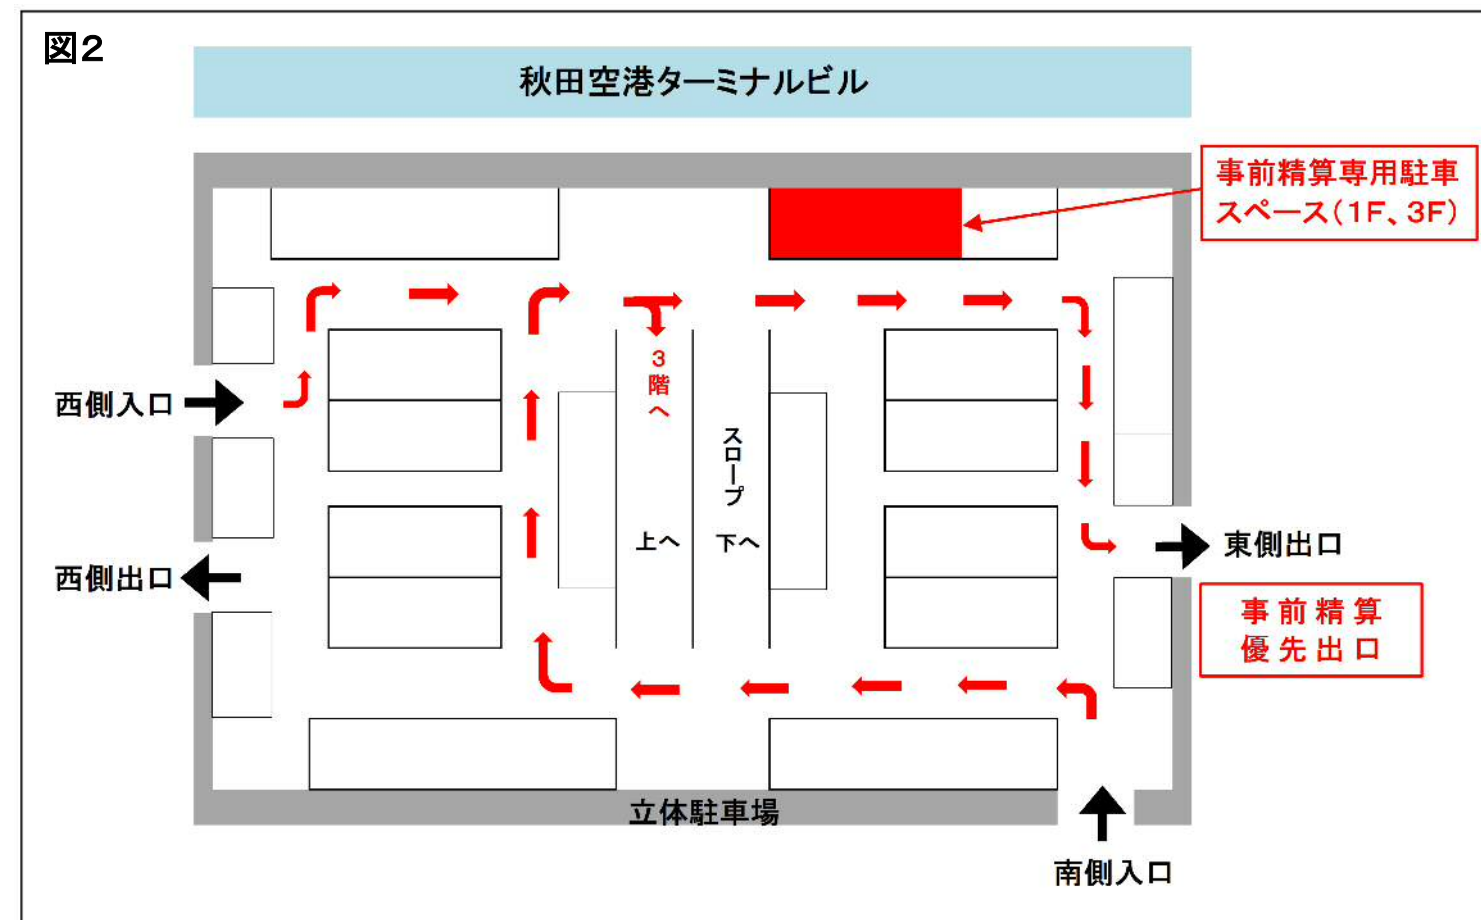 図2
秋田空港ターミナルビル
事前精算専用駐車
スペース(1F、3F)
3階へ
西側入口
スロープ
上へ
下へ
東側出口
西側出口
事前精算
優先出口
立体駐車場
南側入口